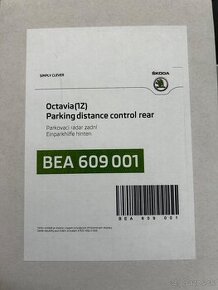 SIMPLY CLEVER
ŠKODA
Octavia(1Z)
Parking distance control rear
Parkovací radar zadní
Einparkhilfe hinten
BEA 609 001
BEA 609 001